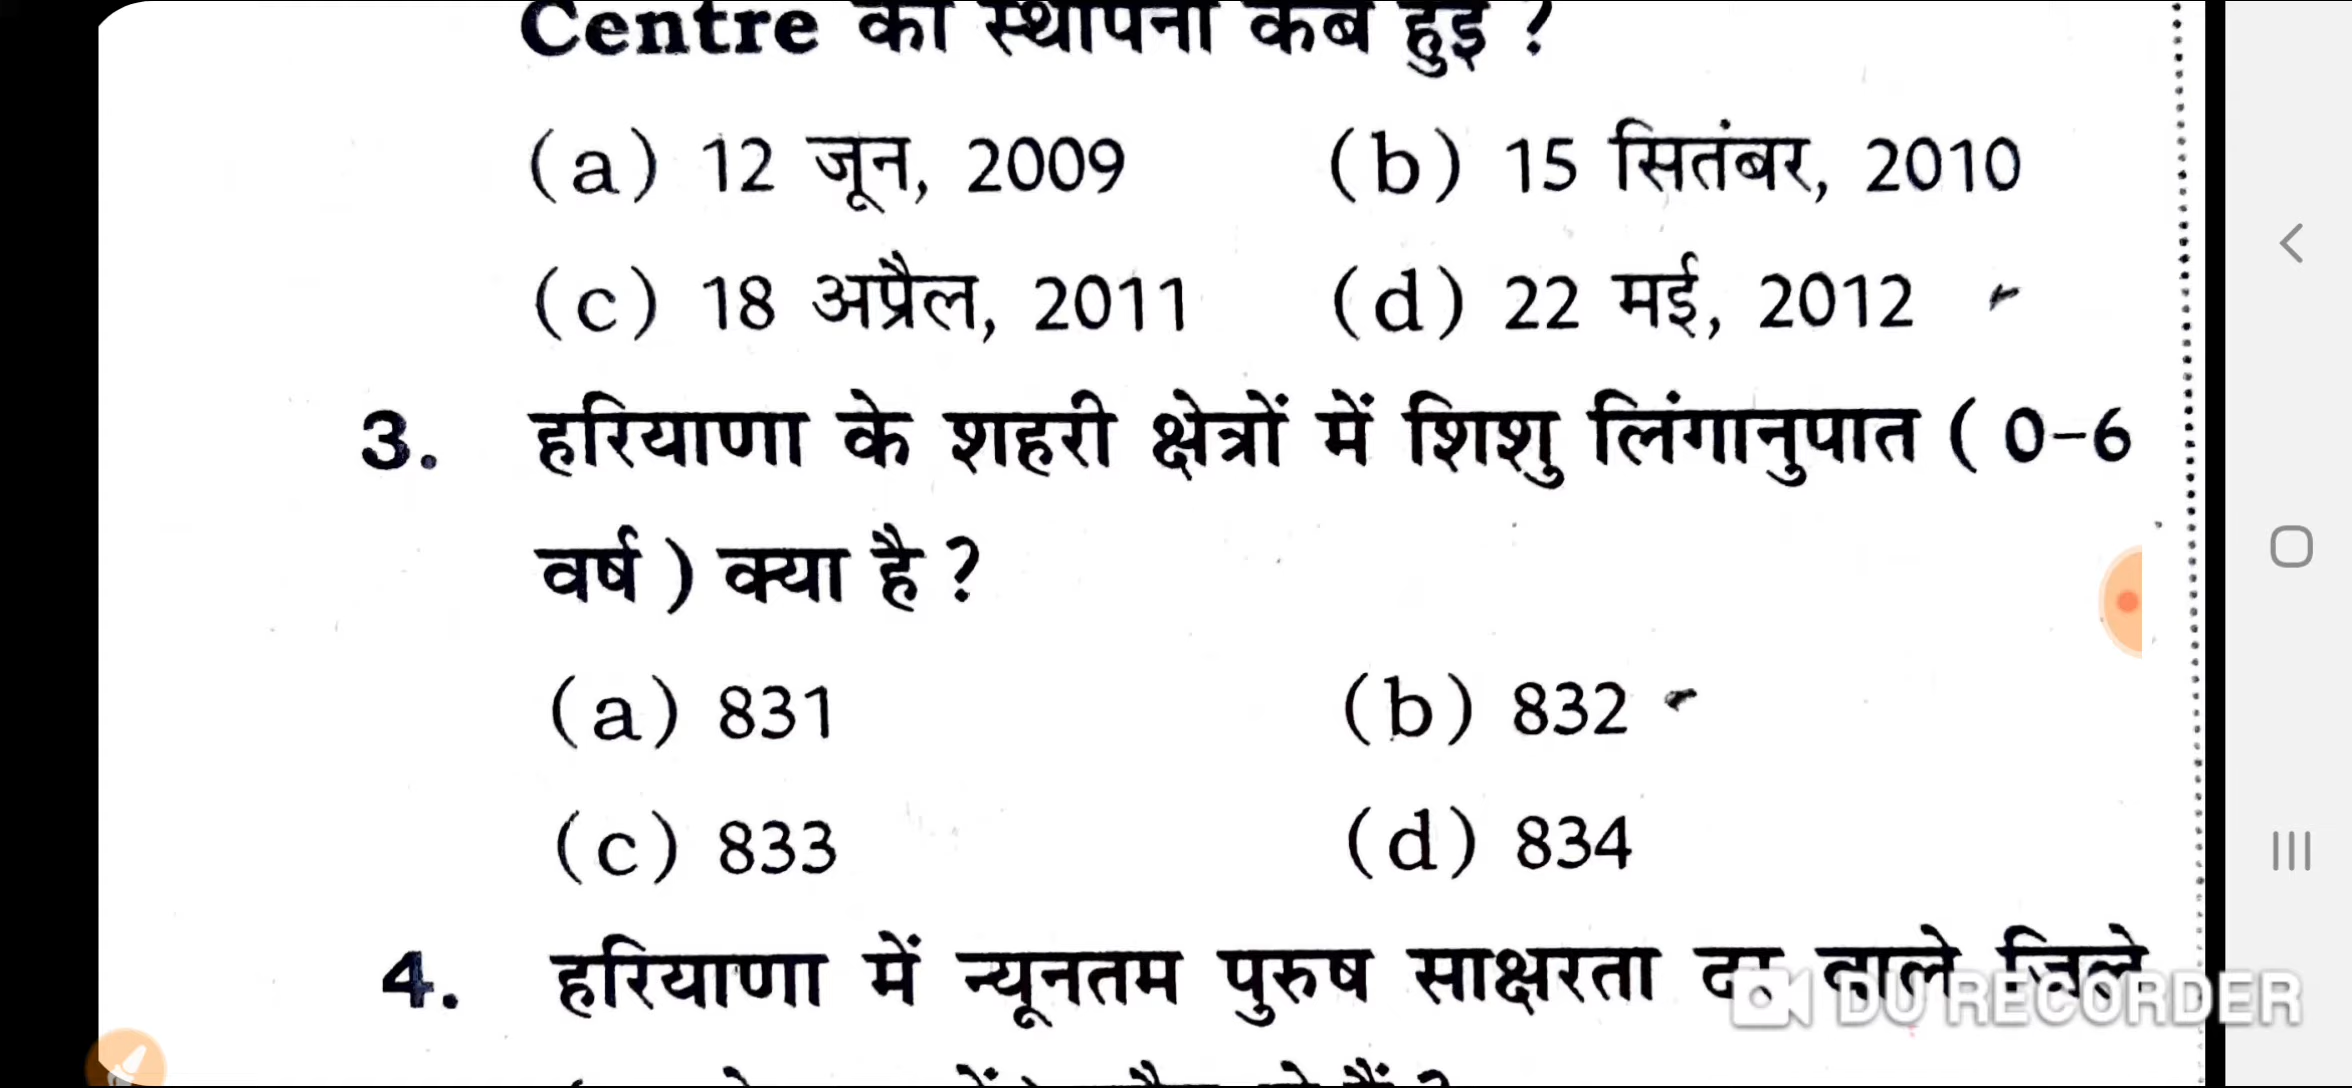 Centre की स्थापना कब हुई ?
(a) 12 जून, 2009 (b) 15 सितंबर, 2010
(c) 18 अप्रैल, 2011 (d) 22 मई, 2012
3. हरियाणा के शहरी क्षेत्रों में शिशु लिंगानुपात ( 0-6
वर्ष ) क्या है ?
(a) 831 (b) 832
(c) 833 (d) 834
4. हरियाणा में न्यूनतम पुरुष साक्षरता दर वाले जिले
DU RECORDER